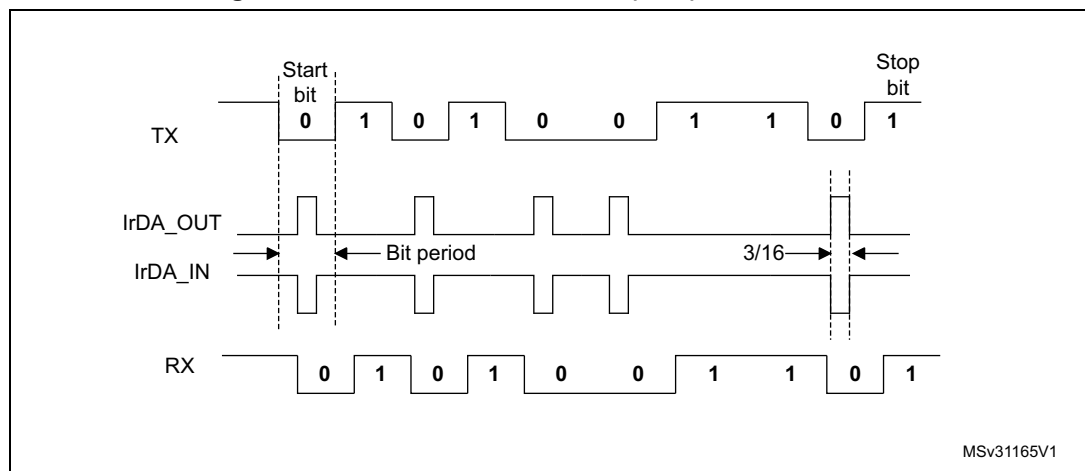 Start
bit
Stop
bit
TX
0 1 0 1 0 0 1 1 0 1
IrDA_OUT
Bit period
3/16
IrDA_IN
RX
0 1 0 1 0 0 1 1 0 1
MSv31165V1